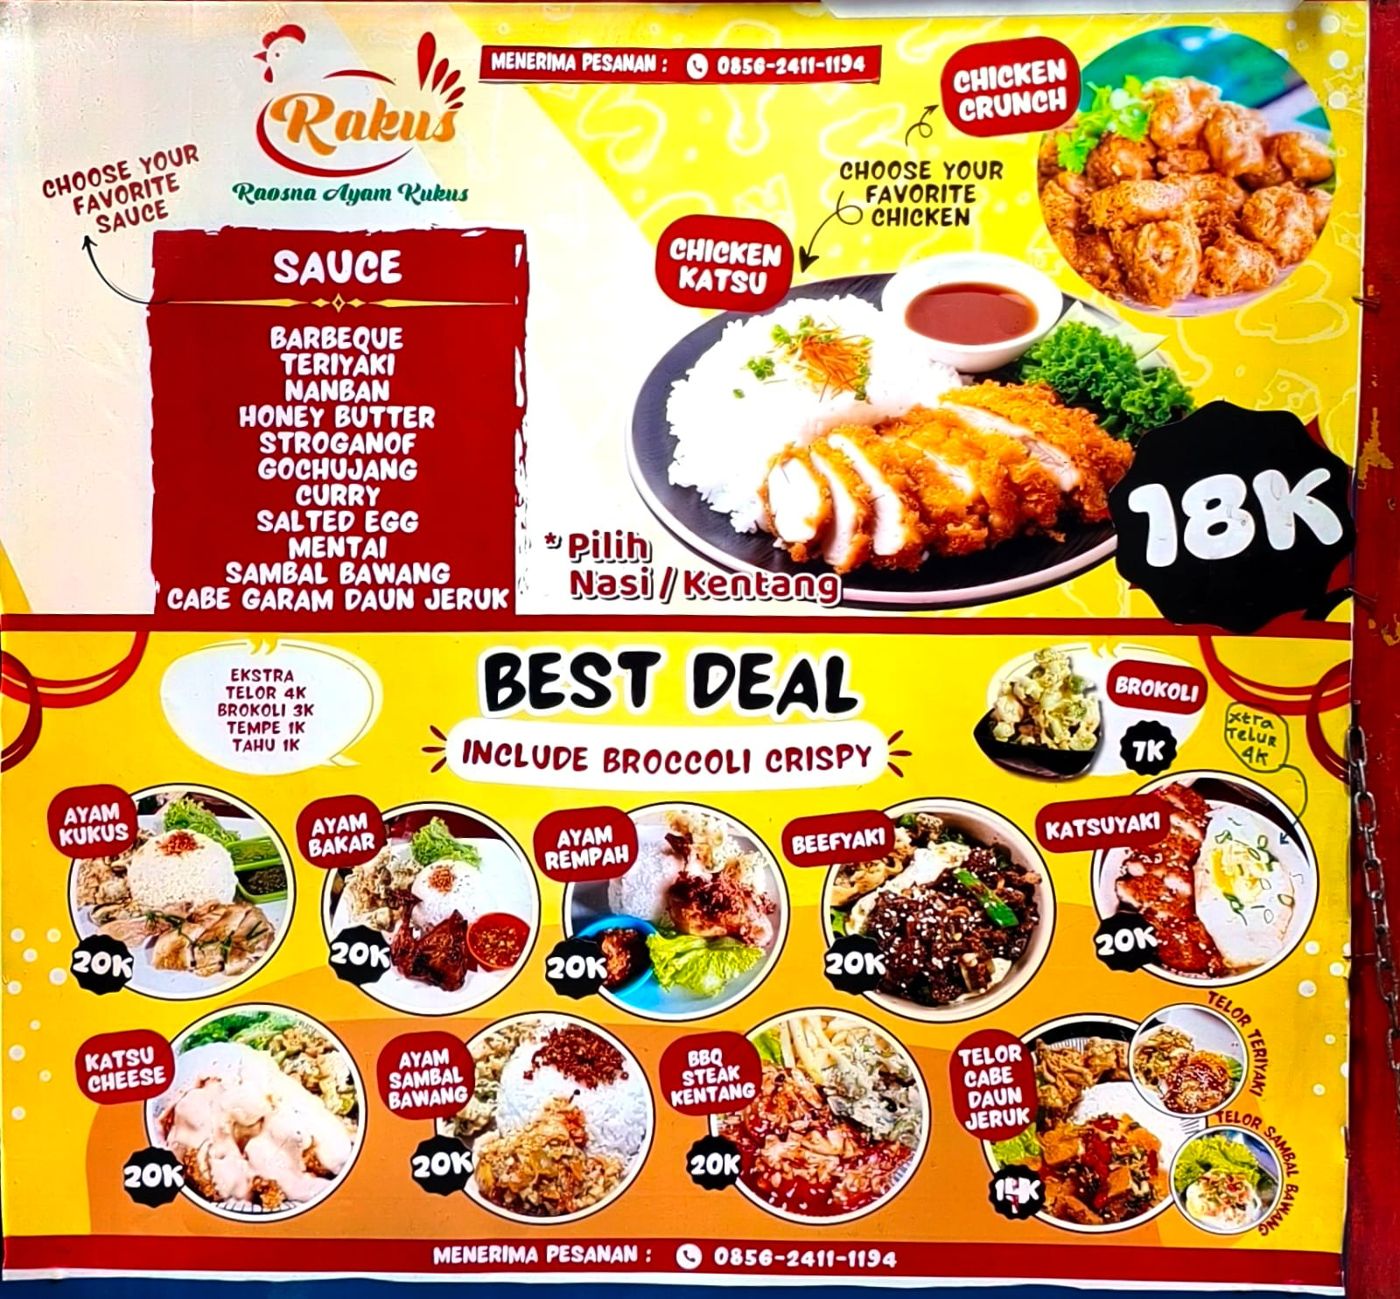 MENERIMA PESANAN : 0856-2411-1194
Rakus
Raosna Ayam Kukus
CHOOSE YOUR
FAVORITE
SAUCE
SAUCE
BARBEQUE
TERIYAKI
NANBAN
HONEY BUTTER
STROGANOF
GOCHUJANG
CURRY
SALTED EGG
MENTAI
SAMBAL BAWANG
CABE GARAM DAUN JERUK
CHICKEN
CRUNCH
CHOOSE YOUR
FAVORITE
CHICKEN
CHICKEN
KATSU
18K
* Pilih
Nasi / Kentang
BEST DEAL
INCLUDE BROCCOLI CRISPY
EKSTRA
TELOR 4K
BROKOLI 3K
TEMPE 1K
TAHU 1K
BROKOLI
7K
xtra
TeLUR
4K
AYAM
KUKUS
20K
AYAM
BAKAR
20K
AYAM
REMPAH
20K
BEEFYAKI
20K
KATSUYAKI
20K
KATSU
CHEESE
20K
AYAM
SAMBAL
BAWANG
20K
BBQ
STEAK
KENTANG
20K
TELOR
CABE
DAUN
JERUK
TELOR TERIYAKI
TELOR SAMBAL BAWANG
MENERIMA PESANAN : 0856-2411-1194